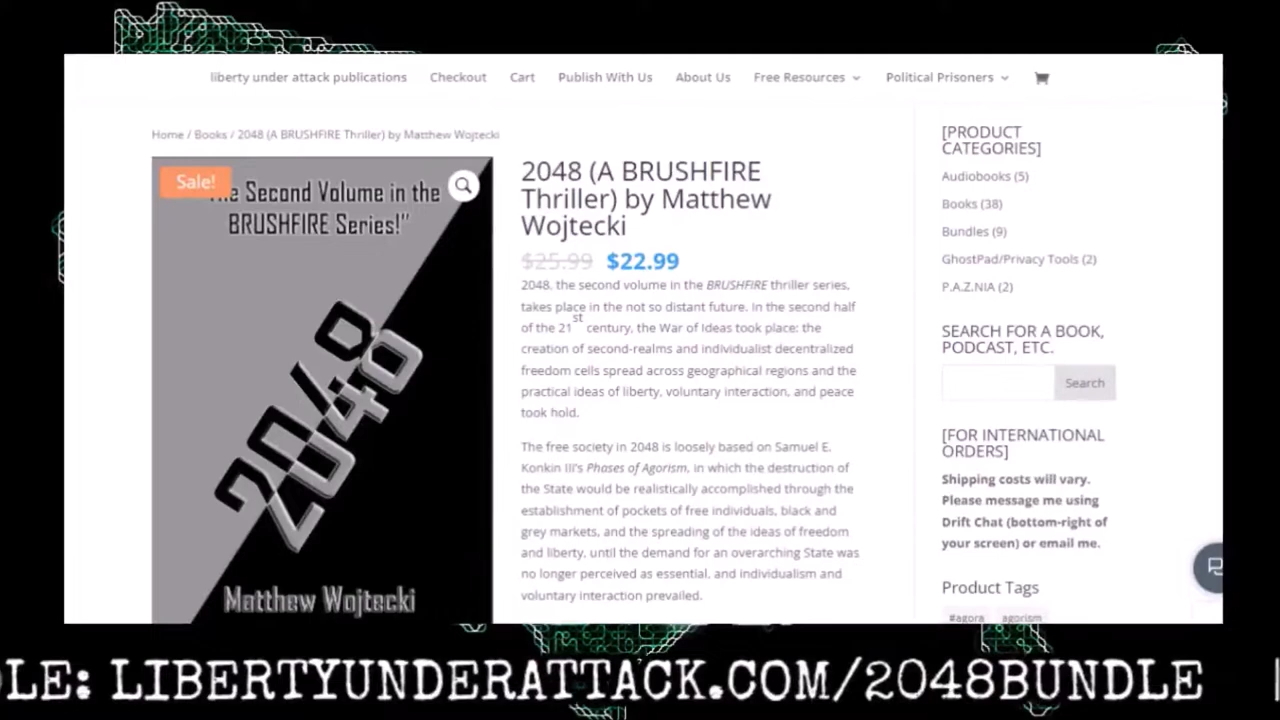 liberty under attack publications Checkout Cart Publish With Us About Us Free Resources Political Prisoners
Home / Books / 2048 (A BRUSHFIRE Thriller) by Matthew Wojtecki
Sale!
The Second Volume in the
BRUSHFIRE Series!"
2048
Matthew Wojtecki
2048 (A BRUSHFIRE
Thriller) by Matthew
Wojtecki
$25.99 $22.99
2048, the second volume in the BRUSHFIRE thriller series,
takes place in the not so distant future. In the second half
of the 21st century, the War of Ideas took place: the
creation of second-realms and individualist decentralized
freedom cells spread across geographical regions and the
practical ideas of liberty, voluntary interaction, and peace
took hold.
The free society in 2048 is loosely based on Samuel E.
Konkin III's Phases of Agorism, in which the destruction of
the State would be realistically accomplished through the
establishment of pockets of free individuals, black and
grey markets, and the spreading of the ideas of freedom
and liberty, until the demand for an overarching State was
no longer perceived as essential, and individualism and
voluntary interaction prevailed.
[PRODUCT
CATEGORIES]
Audiobooks (5)
Books (38)
Bundles (9)
GhostPad/Privacy Tools (2)
P.A.Z.NIA (2)
SEARCH FOR A BOOK,
PODCAST, ETC.
Search
[FOR INTERNATIONAL
ORDERS]
Shipping costs will vary.
Please message me using
Drift Chat (bottom-right of
your screen) or email me.
Product Tags
#agora agorism
DLE: LIBERTYUNDERATTACK.COM/2048BUNDLE